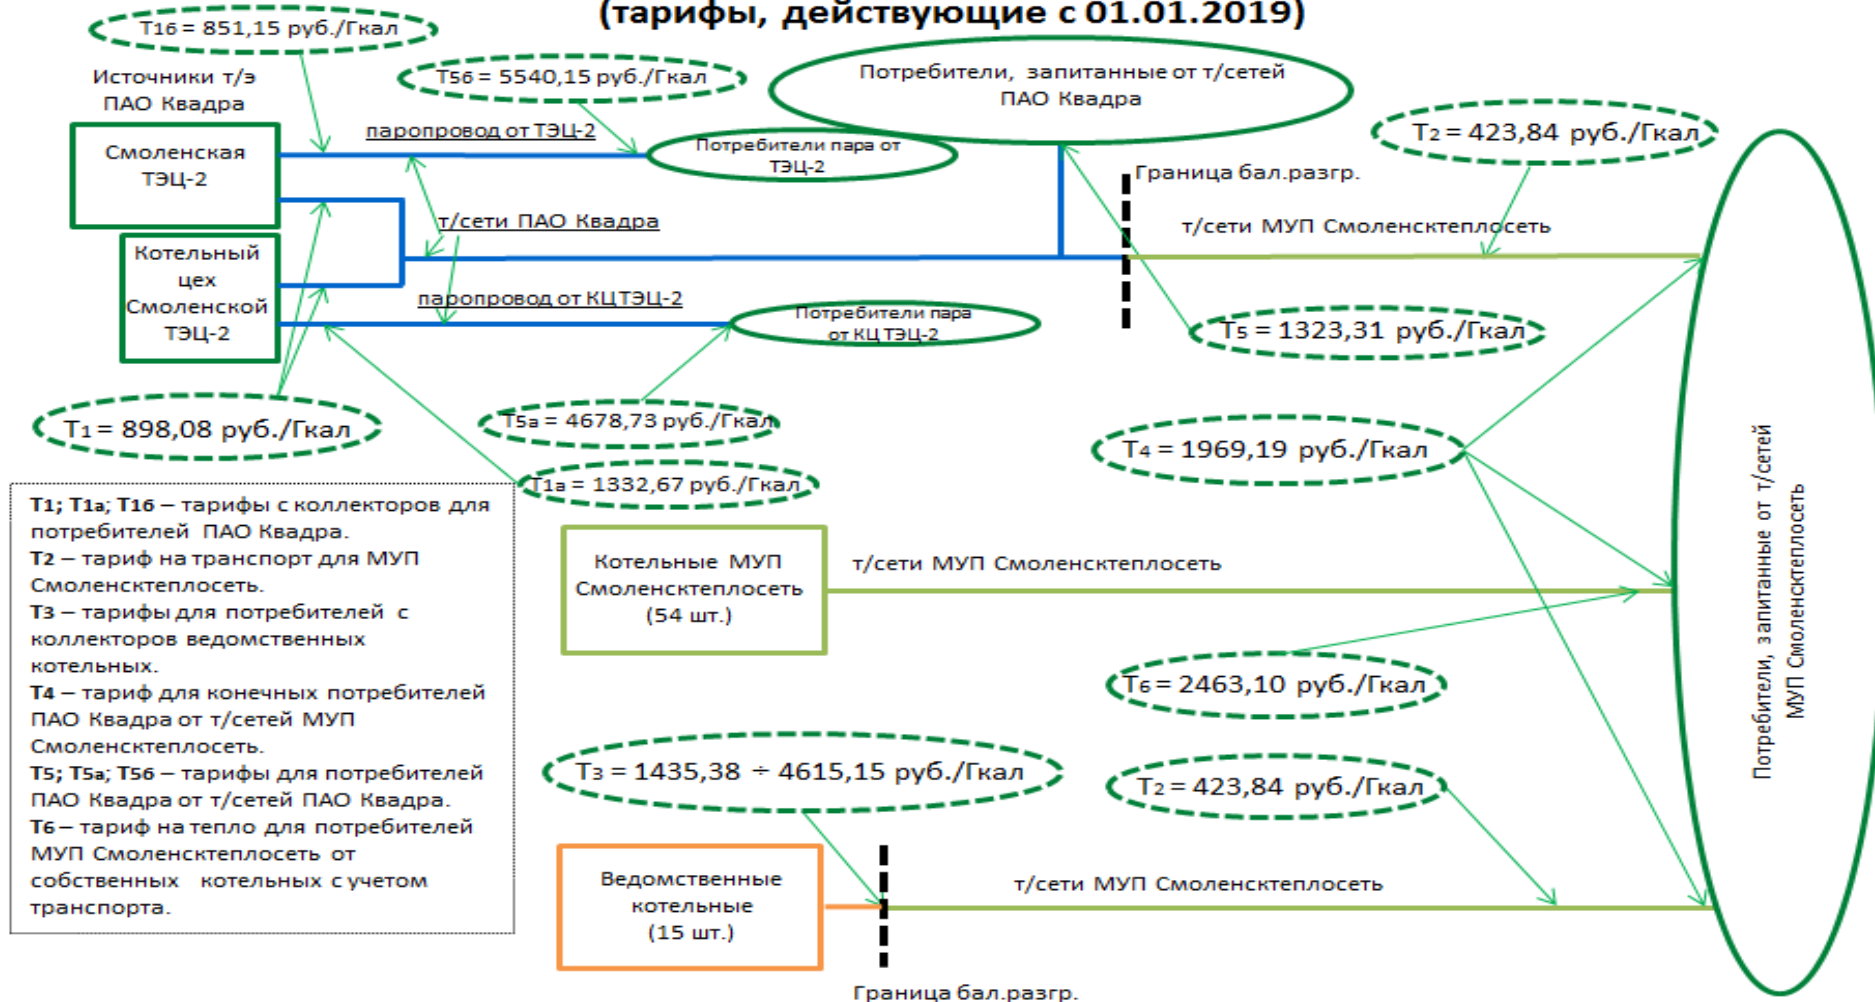 (тарифы, действующие с 01.01.2019)
Т1б = 851,15 руб./Гкал
Источники т/э
ПАО Квадра
Т5б = 5540,15 руб./Гкал
Потребители, запитанные от т/сетей
ПАО Квадра
Т2 = 423,84 руб./Гкал
паропровод от ТЭЦ-2
Смоленская
ТЭЦ-2
Потребители пара от
ТЭЦ-2
Граница бал.разгр.
т/сети ПАО Квадра
т/сети МУП Смоленсктеплосеть
Котельный
цех
Смоленской
ТЭЦ-2
паропровод от КЦ ТЭЦ-2
Потребители пара
от КЦ ТЭЦ-2
Т5 = 1323,31 руб./Гкал
Т1 = 898,08 руб./Гкал
Т5а = 4678,73 руб./Гкал
Т4 = 1969,19 руб./Гкал
Т1а = 1332,67 руб./Гкал
Т1; Т1а; Т1б – тарифы с коллекторов для
потребителей ПАО Квадра.
Т2 – тариф на транспорт для МУП
Смоленсктеплосеть.
Т3 – тарифы для потребителей с
коллекторов ведомственных
котельных.
Т4 – тариф для конечных потребителей
ПАО Квадра от т/сетей МУП
Смоленсктеплосеть.
Т5; Т5а; Т5б – тарифы для потребителей
ПАО Квадра от т/сетей ПАО Квадра.
Т6 – тариф на тепло для потребителей
МУП Смоленсктеплосеть от
собственных котельных с учетом
транспорта.
Котельные МУП
Смоленсктеплосеть
(54 шт.)
т/сети МУП Смоленсктеплосеть
Т6 = 2463,10 руб./Гкал
Т3 = 1435,38 ÷ 4615,15 руб./Гкал
Т2 = 423,84 руб./Гкал
Ведомственные
котельные
(15 шт.)
т/сети МУП Смоленсктеплосеть
Граница бал.разгр.
Потребители, запитанные от т/сетей
МУП Смоленсктеплосеть